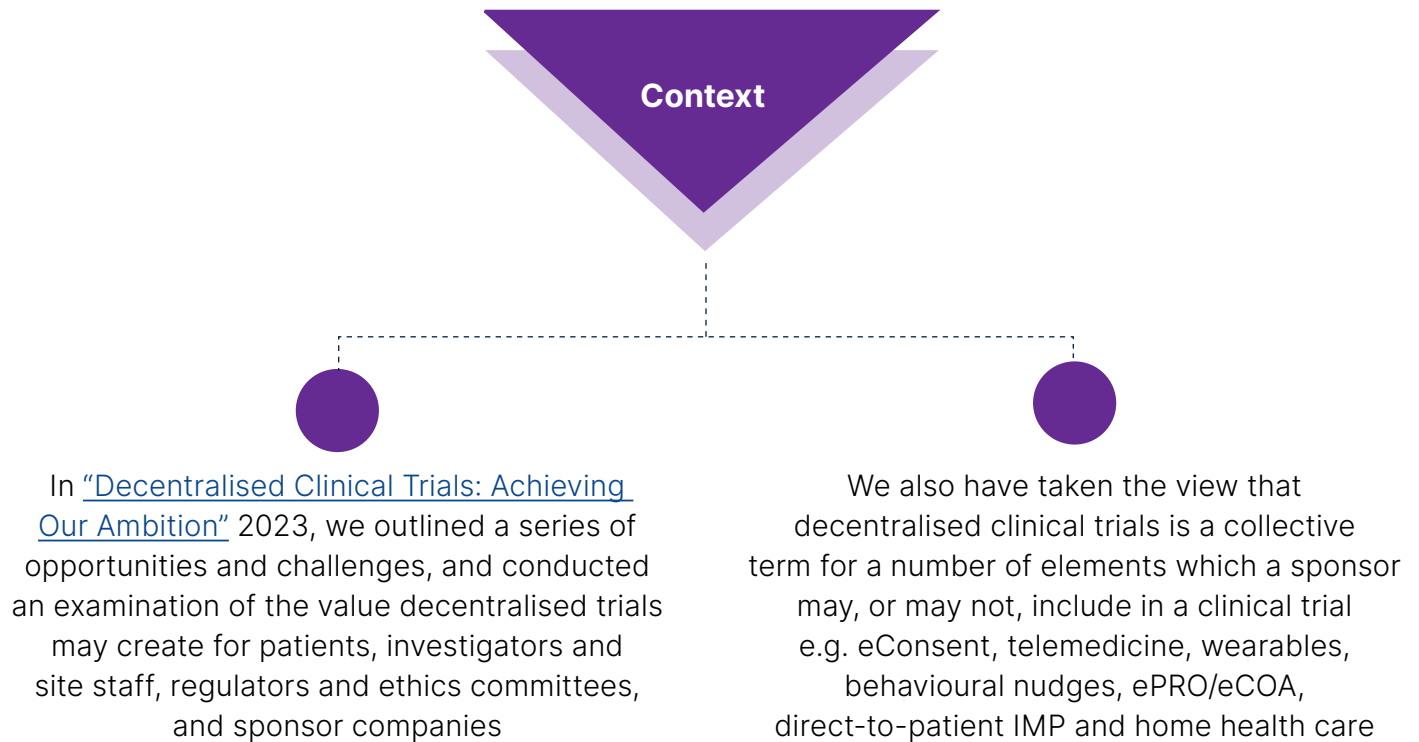 Context
In “Decentralised Clinical Trials: Achieving
Our Ambition” 2023, we outlined a series of
opportunities and challenges, and conducted
an examination of the value decentralised trials
may create for patients, investigators and
site staff, regulators and ethics committees,
and sponsor companies
We also have taken the view that
decentralised clinical trials is a collective
term for a number of elements which a sponsor
may, or may not, include in a clinical trial
e.g. eConsent, telemedicine, wearables,
behavioural nudges, ePRO/eCOA,
direct-to-patient IMP and home health care